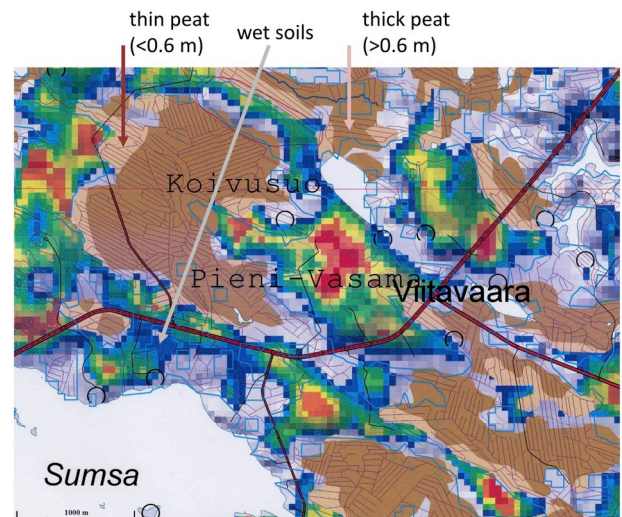 thin peat
(<0.6 m)
wet soils
thick peat
(>0.6 m)
Koivusuo
Pieni-Vasama
Viitavaara
Sumsa
1000 m